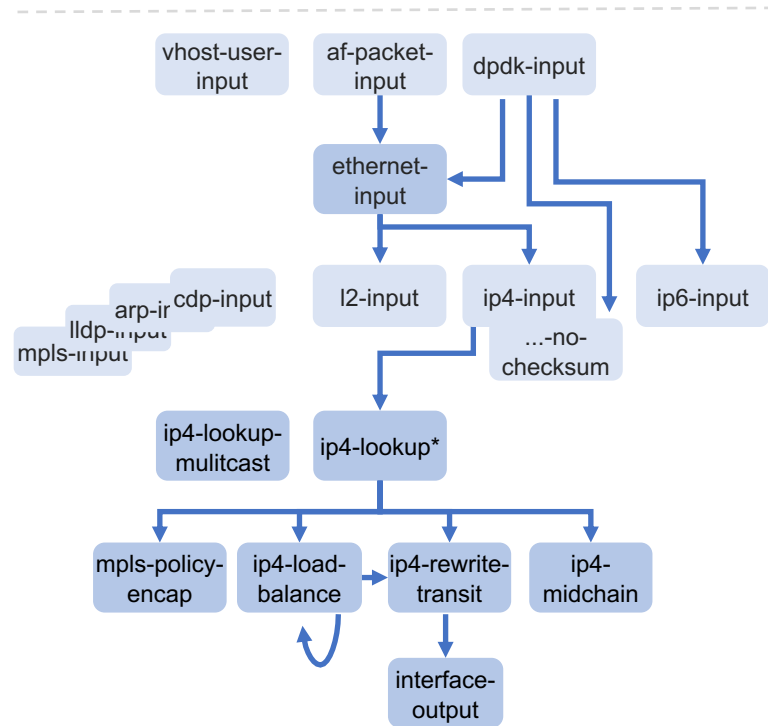 vhost-user-
input
af-packet-
input
dpdk-input
ethernet-
input
cdp-input
arp-in
lldp-input
mpls-input
l2-input
ip4-input
...-no-
checksum
ip6-input
ip4-lookup-
mulitcast
ip4-lookup*
mpls-policy-
encap
ip4-load-
balance
ip4-rewrite-
transit
ip4-
midchain
interface-
output